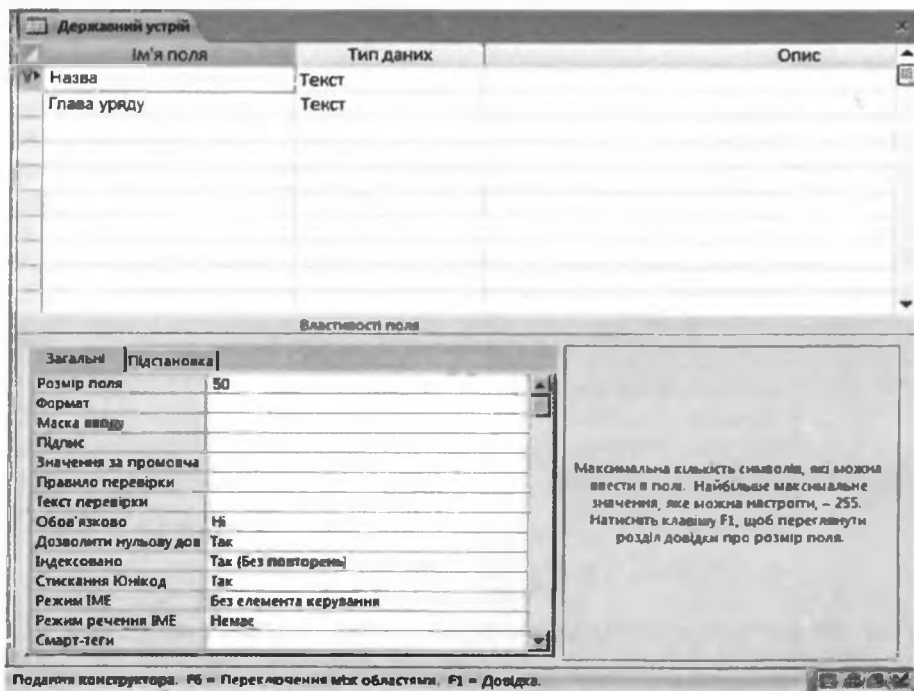 Державний устрій
Ім'я поля Тип даних Опис
Назва Текст
Глава уряду Текст
Властивості поля
Загальні Підстановка
Розмір поля 50
Формат
Маска вводу
Підпис
Значення за промовча
Правило перевірки
Текст перевірки
Обов'язково Ні
Дозволити нульову дов Так
Індексовано Так (Без повторень)
Стискання Юнікод Так
Режим IME Без елемента керування
Режим речення IME Немає
Смарт-теги
Максимальна кількість символів, які можна
ввести в полі. Найбільше максимальне
значення, яке можна настроїти, – 255.
Натисніть клавішу F1, щоб переглянути
розділ довідки про розмір поля.
Подання конструктора. F6 = Переключення між областями. F1 = Довідка.